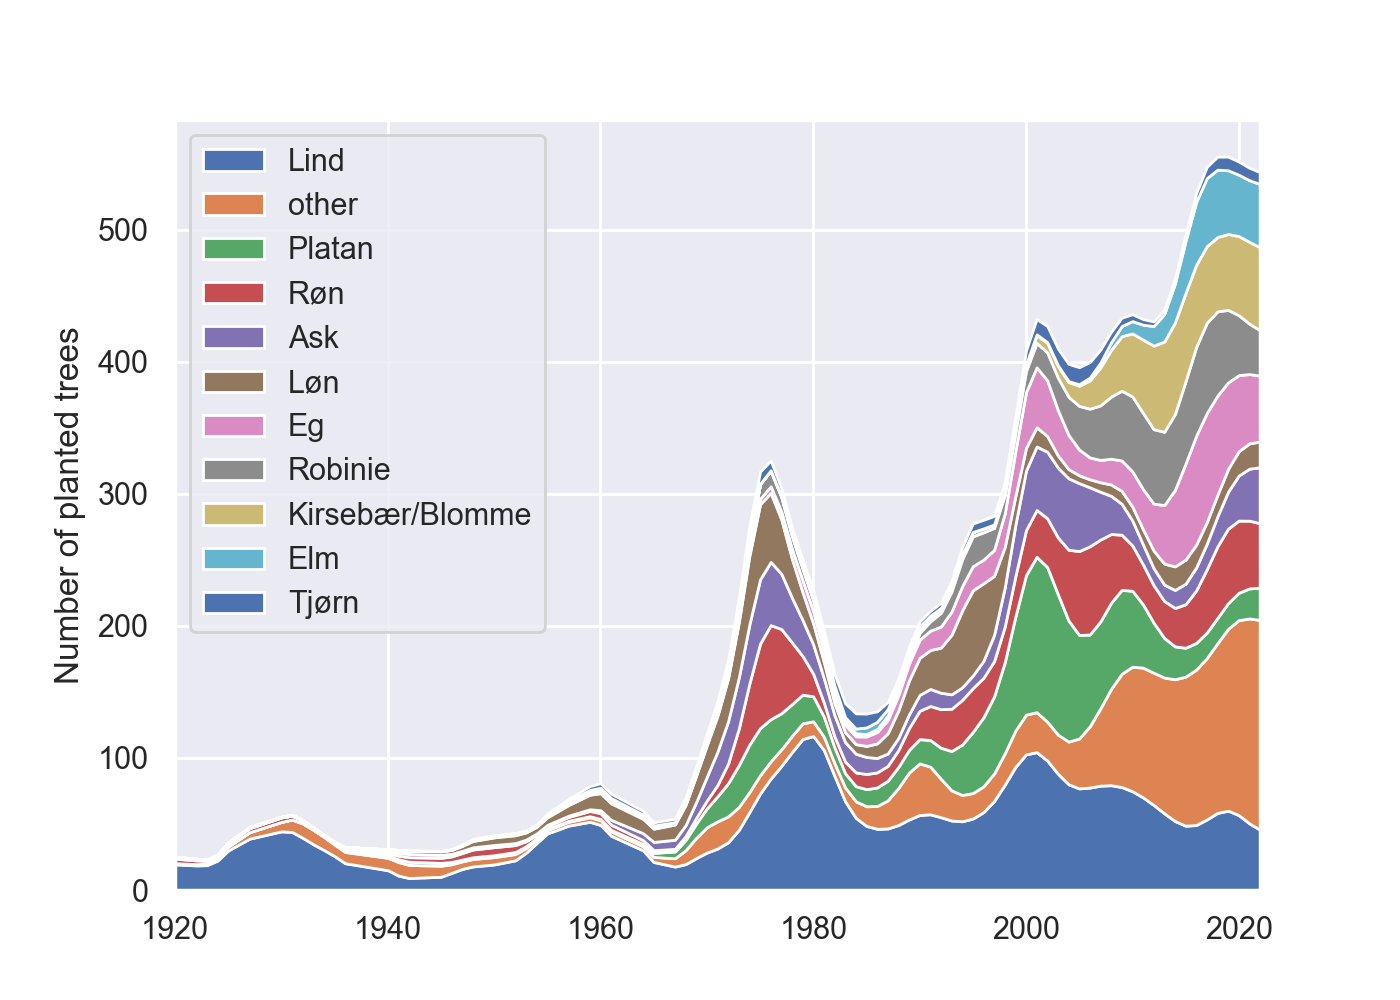 Number of planted trees
500
400
300
200
100
0
Lind
other
Platan
Røn
Ask
Løn
Eg
Robinie
Kirsebær/Blomme
Elm
Tjørn
1920 1940 1960 1980 2000 2020